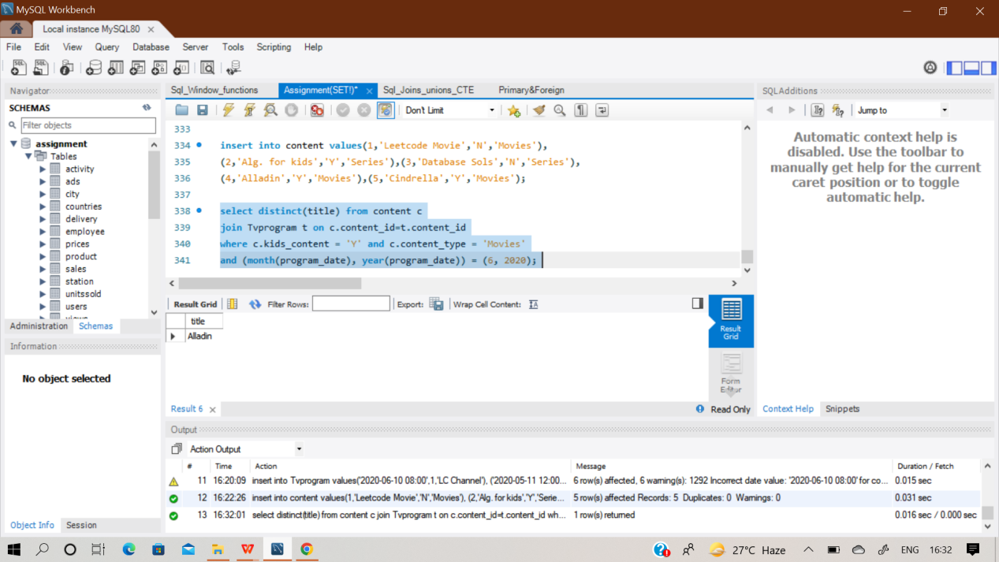 MySQL Workbench
Local instance MySQL80
File Edit View Query Database Server Tools Scripting Help
Navigator
SCHEMAS
Filter objects
assignment
Tables
activity
ads
city
countries
delivery
employee
prices
product
sales
station
unitssold
users
views
Administration Schemas
Information
No object selected
Object Info Session
Sql_Window_functions Assignment(SET!)* Sql_Joins_unions_CTE Primary&Foreign
Don't Limit
333
334 insert into content values(1,'Leetcode Movie','N','Movies'),
335 (2,'Alg. for kids','Y','Series'),(3,'Database Sols','N','Series'),
336 (4,'Alladin','Y','Movies'),(5,'Cindrella','Y','Movies');
337
338 select distinct(title) from content c
339 join Tvprogram t on c.content_id=t.content_id
340 where c.kids_content = 'Y' and c.content_type = 'Movies'
341 and (month(program_date), year(program_date)) = (6, 2020);
Result Grid Filter Rows: Export: Wrap Cell Content:
title
Alladin
Result Grid
Form Editor
Result 6 Read Only
SQLAdditions
Jump to
Automatic context help is
disabled. Use the toolbar to
manually get help for the current
caret position or to toggle
automatic help.
Context Help Snippets
Output
Action Output
# Time Action Message Duration / Fetch
11 16:20:09 insert into Tvprogram values('2020-06-10 08:00',1,'LC Channel'), ('2020-05-11 12:00... 6 row(s) affected, 6 warning(s): 1292 Incorrect date value: '2020-06-10 08:00' for co... 0.015 sec
12 16:22:26 insert into content values(1,'Leetcode Movie','N','Movies'), (2,'Alg. for kids','Y','Serie... 5 row(s) affected Records: 5  Duplicates: 0  Warnings: 0 0.031 sec
13 16:32:01 select distinct(title) from content c join Tvprogram t on c.content_id=t.content_id wh... 1 row(s) returned 0.016 sec / 0.000 sec
27°C Haze ENG 16:32